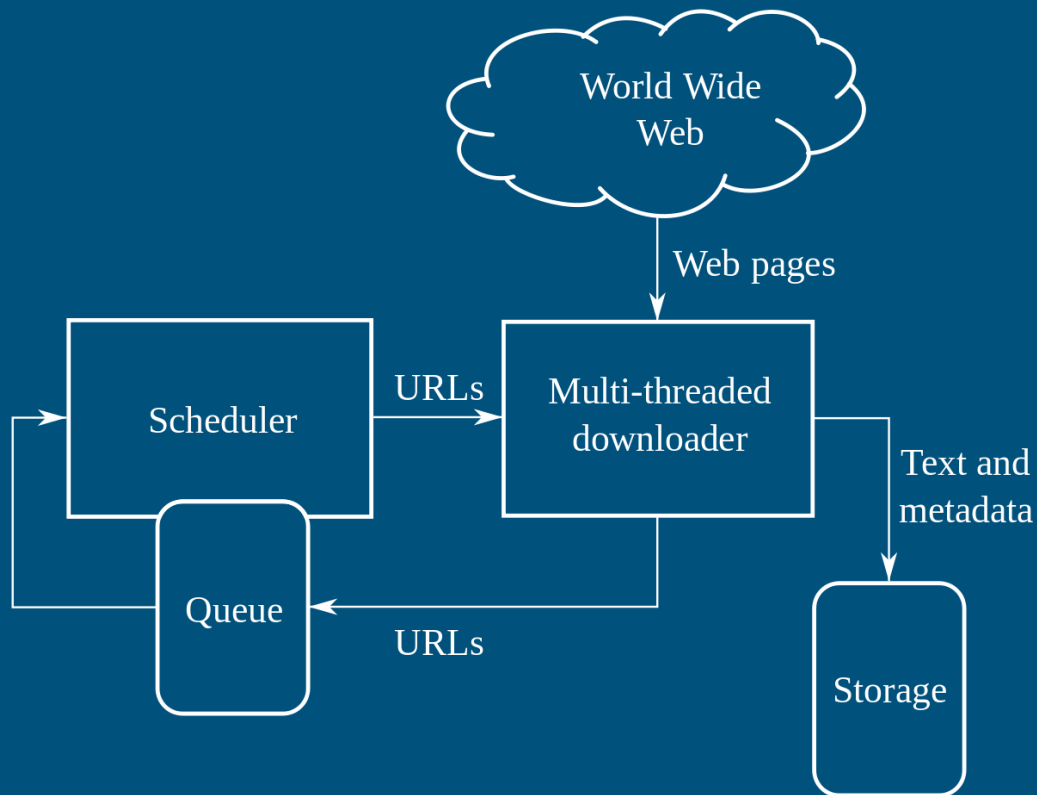 World Wide
Web
Web pages
Scheduler
URLs
Multi-threaded
downloader
Text and
metadata
Queue
URLs
Storage